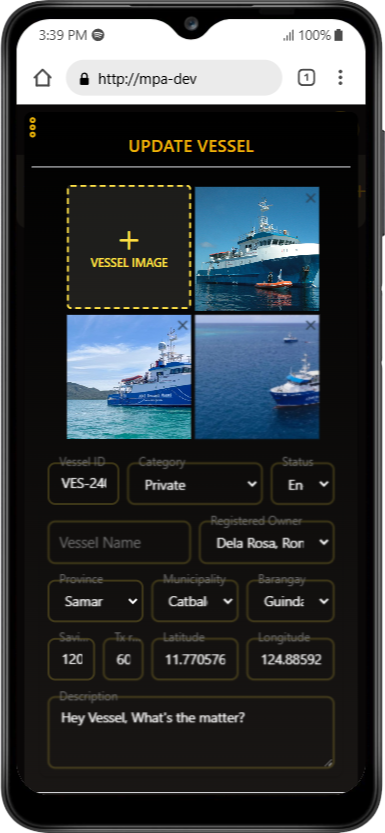 3:39 PM 100%
http://mpa-dev 1
UPDATE VESSEL
VESSEL IMAGE
Vessel ID Category Status
VES-24 Private En
Registered Owner
Vessel Name Dela Rosa, Ror
Province Municipality Barangay
Samar Catbal Guind
Savi... Tx r... Latitude Longitude
120 60 11.770576 124.88592
Description
Hey Vessel, What's the matter?